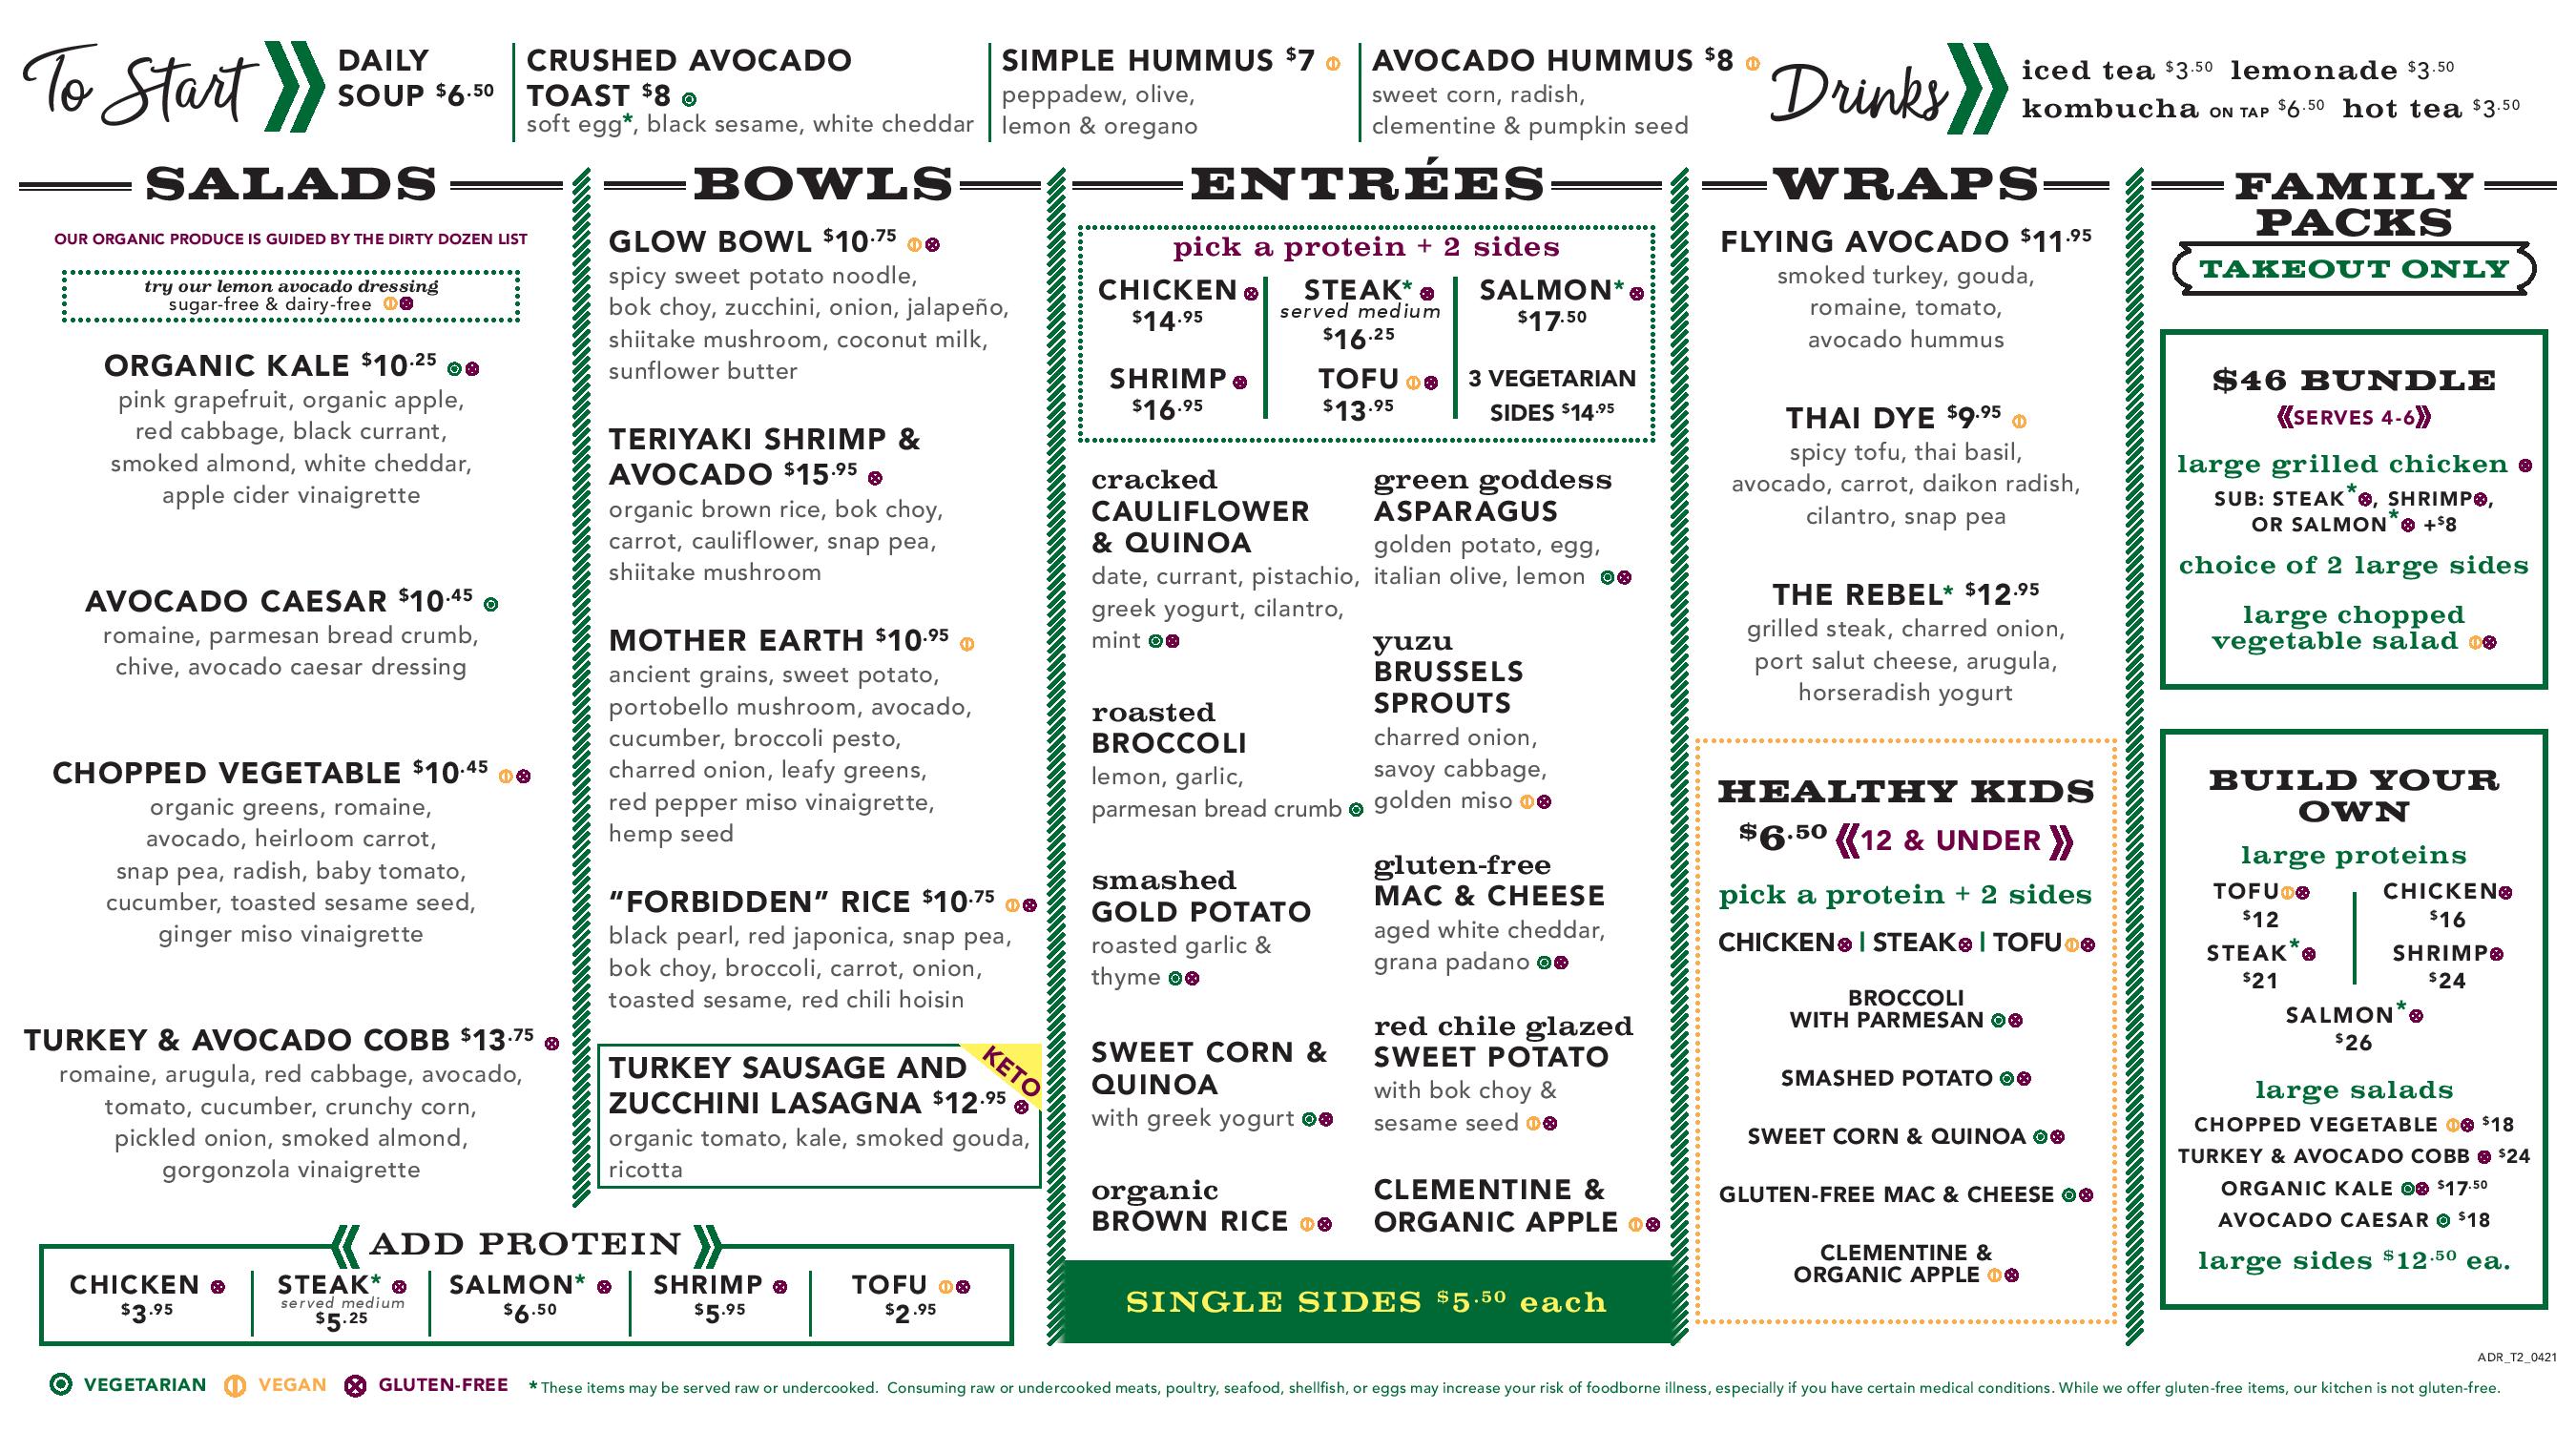 To Start
DAILY
SOUP $6.50
CRUSHED AVOCADO
TOAST $8
soft egg*, black sesame, white cheddar
SIMPLE HUMMUS $7
peppadew, olive,
lemon & oregano
AVOCADO HUMMUS $8
sweet corn, radish,
clementine & pumpkin seed
Drinks
iced tea $3.50 lemonade $3.50
kombucha ON TAP $6.50 hot tea $3.50
SALADS
OUR ORGANIC PRODUCE IS GUIDED BY THE DIRTY DOZEN LIST
try our lemon avocado dressing
sugar-free & dairy-free
ORGANIC KALE $10.25
pink grapefruit, organic apple,
red cabbage, black currant,
smoked almond, white cheddar,
apple cider vinaigrette
AVOCADO CAESAR $10.45
romaine, parmesan bread crumb,
chive, avocado caesar dressing
CHOPPED VEGETABLE $10.45
organic greens, romaine,
avocado, heirloom carrot,
snap pea, radish, baby tomato,
cucumber, toasted sesame seed,
ginger miso vinaigrette
TURKEY & AVOCADO COBB $13.75
romaine, arugula, red cabbage, avocado,
tomato, cucumber, crunchy corn,
pickled onion, smoked almond,
gorgonzola vinaigrette
BOWLS
GLOW BOWL $10.75
spicy sweet potato noodle,
bok choy, zucchini, onion, jalapeño,
shiitake mushroom, coconut milk,
sunflower butter
TERIYAKI SHRIMP &
AVOCADO $15.95
organic brown rice, bok choy,
carrot, cauliflower, snap pea,
shiitake mushroom
MOTHER EARTH $10.95
ancient grains, sweet potato,
portobello mushroom, avocado,
cucumber, broccoli pesto,
charred onion, leafy greens,
red pepper miso vinaigrette,
hemp seed
“FORBIDDEN” RICE $10.75
black pearl, red japonica, snap pea,
bok choy, broccoli, carrot, onion,
toasted sesame, red chili hoisin
KETO
TURKEY SAUSAGE AND
ZUCCHINI LASAGNA $12.95
organic tomato, kale, smoked gouda,
ricotta
ADD PROTEIN
CHICKEN
$3.95
STEAK*
served medium
$5.25
SALMON*
$6.50
SHRIMP
$5.95
TOFU
$2.95
ENTRÉES
pick a protein + 2 sides
CHICKEN
$14.95
STEAK*
served medium
$16.25
SALMON*
$17.50
SHRIMP
$16.95
TOFU
$13.95
3 VEGETARIAN
SIDES $14.95
cracked
CAULIFLOWER
& QUINOA
date, currant, pistachio,
greek yogurt, cilantro,
mint
roasted
BROCCOLI
lemon, garlic,
parmesan bread crumb
smashed
GOLD POTATO
roasted garlic &
thyme
SWEET CORN &
QUINOA
with greek yogurt
organic
BROWN RICE
green goddess
ASPARAGUS
golden potato, egg,
italian olive, lemon
yuzu
BRUSSELS
SPROUTS
charred onion,
savoy cabbage,
golden miso
gluten-free
MAC & CHEESE
aged white cheddar,
grana padano
red chile glazed
SWEET POTATO
with bok choy &
sesame seed
CLEMENTINE &
ORGANIC APPLE
SINGLE SIDES $5.50 each
WRAPS
FLYING AVOCADO $11.95
smoked turkey, gouda,
romaine, tomato,
avocado hummus
THAI DYE $9.95
spicy tofu, thai basil,
avocado, carrot, daikon radish,
cilantro, snap pea
THE REBEL* $12.95
grilled steak, charred onion,
port salut cheese, arugula,
horseradish yogurt
HEALTHY KIDS
$6.50 12 & UNDER
pick a protein + 2 sides
CHICKEN | STEAK | TOFU
BROCCOLI
WITH PARMESAN
SMASHED POTATO
SWEET CORN & QUINOA
GLUTEN-FREE MAC & CHEESE
CLEMENTINE &
ORGANIC APPLE
FAMILY
PACKS
TAKEOUT ONLY
$46 BUNDLE
SERVES 4-6
large grilled chicken
SUB: STEAK*, SHRIMP,
OR SALMON* +$8
choice of 2 large sides
large chopped
vegetable salad
BUILD YOUR
OWN
large proteins
TOFU
$12
CHICKEN
$16
STEAK*
$21
SHRIMP
$24
SALMON*
$26
large salads
CHOPPED VEGETABLE $18
TURKEY & AVOCADO COBB $24
ORGANIC KALE $17.50
AVOCADO CAESAR $18
large sides $12.50 ea.
ADR_T2_0421
VEGETARIAN VEGAN GLUTEN-FREE *These items may be served raw or undercooked. Consuming raw or undercooked meats, poultry, seafood, shellfish, or eggs may increase your risk of foodborne illness, especially if you have certain medical conditions. While we offer gluten-free items, our kitchen is not gluten-free.